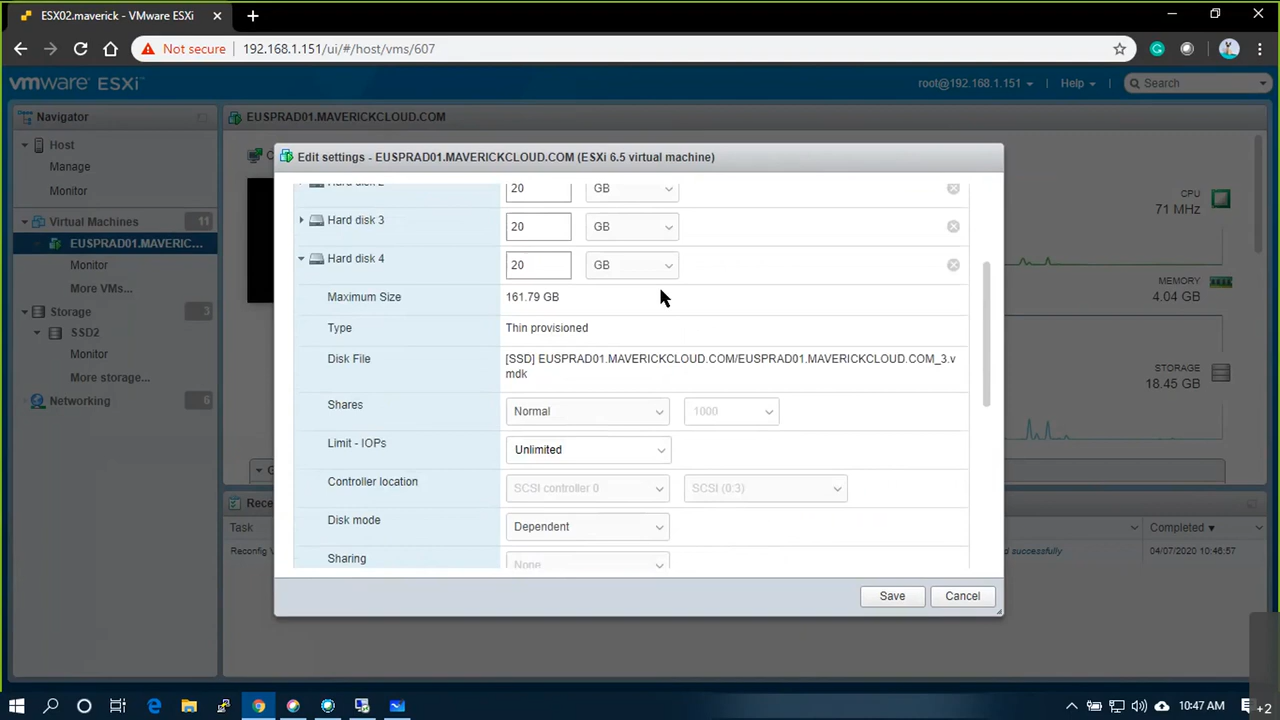 ESX02.maverick - VMware ESXi
Not secure
192.168.1.151/ui/#/host/vms/607
vmware ESXi
root@192.168.1.151
Help
Search
Navigator
EUSPRAD01.MAVERICKCLOUD.COM
Host
Manage
Monitor
Virtual Machines
11
EUSPRAD01.MAVERIC...
Monitor
More VMs...
Storage
3
SSD2
Monitor
More storage...
Networking
6
CPU
71 MHz
MEMORY
4.04 GB
STORAGE
18.45 GB
Edit settings - EUSPRAD01.MAVERICKCLOUD.COM (ESXi 6.5 virtual machine)
Hard disk 2
20
GB
Hard disk 3
20
GB
Hard disk 4
20
GB
Maximum Size
161.79 GB
Type
Thin provisioned
Disk File
[SSD] EUSPRAD01.MAVERICKCLOUD.COM/EUSPRAD01.MAVERICKCLOUD.COM_3.v
mdk
Shares
Normal
1000
Limit - IOPs
Unlimited
Controller location
SCSI controller 0
SCSI (0:3)
Disk mode
Dependent
Sharing
None
Save
Cancel
Task
Completed
Reconfig
d successfully
04/07/2020 10:46:57
10:47 AM
+2